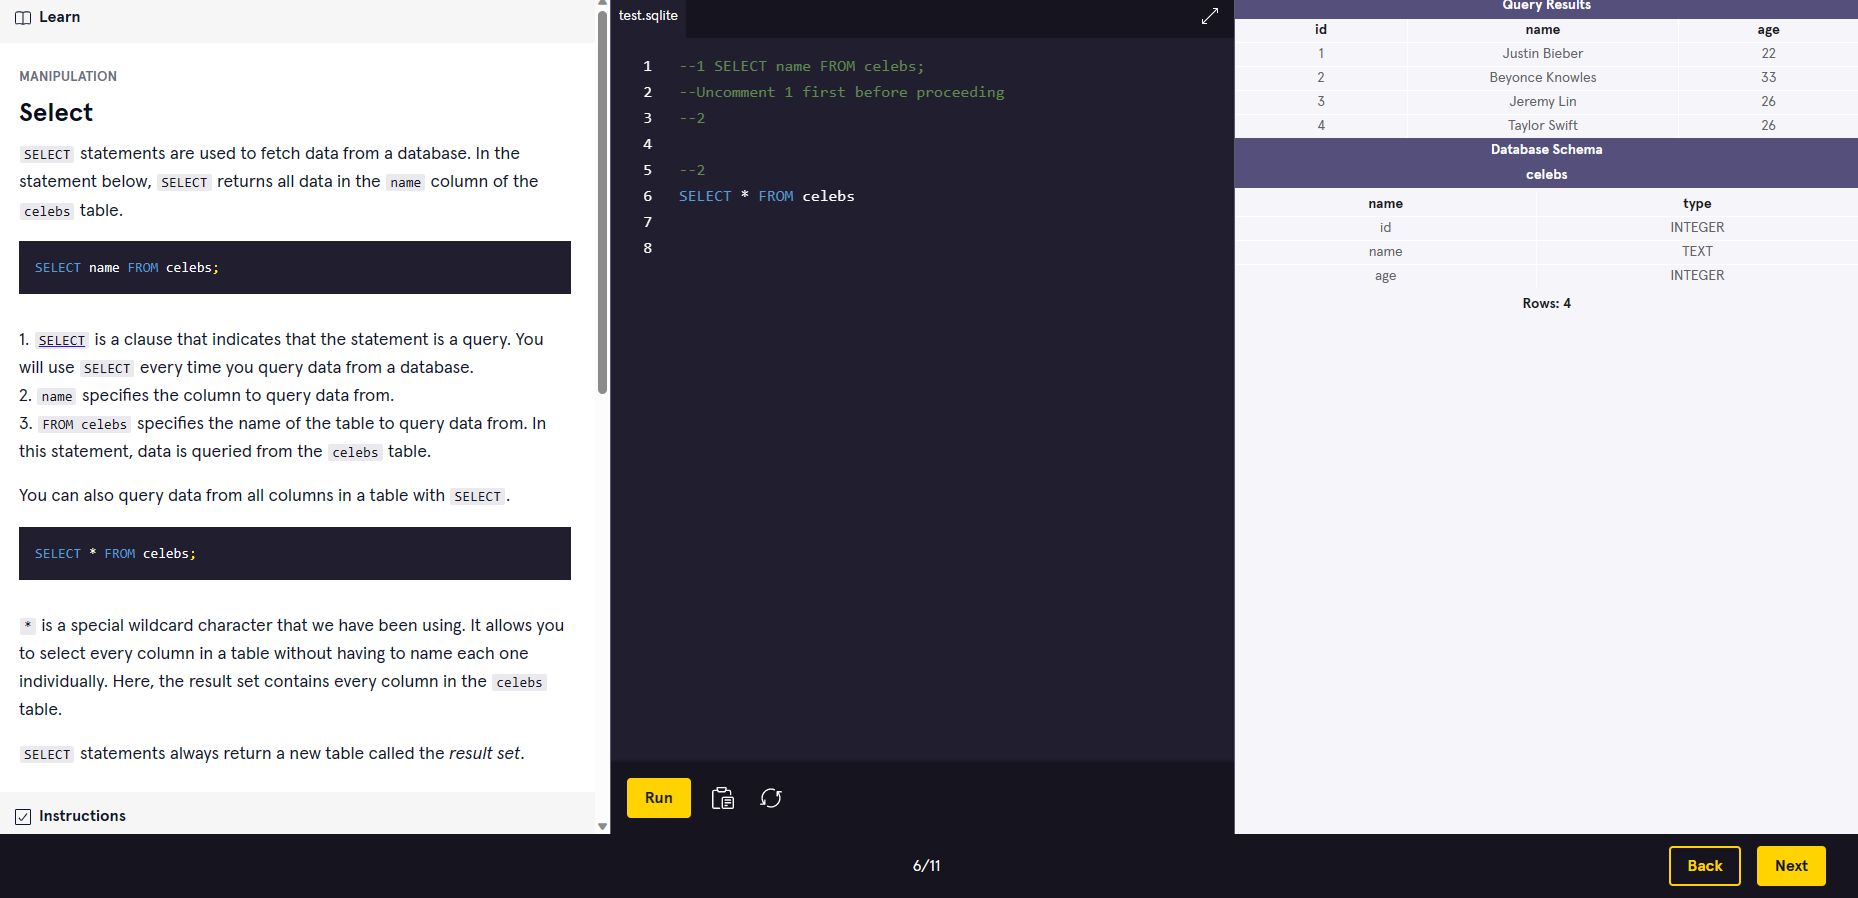 Learn
MANIPULATION
Select
SELECT statements are used to fetch data from a database. In the
statement below, SELECT returns all data in the name column of the
celebs table.
SELECT name FROM celebs;
1. SELECT is a clause that indicates that the statement is a query. You
will use SELECT every time you query data from a database.
2. name specifies the column to query data from.
3. FROM celebs specifies the name of the table to query data from. In
this statement, data is queried from the celebs table.
You can also query data from all columns in a table with SELECT.
SELECT * FROM celebs;
* is a special wildcard character that we have been using. It allows you
to select every column in a table without having to name each one
individually. Here, the result set contains every column in the celebs
table.
SELECT statements always return a new table called the result set.
Instructions
test.sqlite
1 --1 SELECT name FROM celebs;
2 --Uncomment 1 first before proceeding
3 --2
4
5 --2
6 SELECT * FROM celebs
7
8
Run
Query Results
id name age
1 Justin Bieber 22
2 Beyonce Knowles 33
3 Jeremy Lin 26
4 Taylor Swift 26
Database Schema
celebs
name type
id INTEGER
name TEXT
age INTEGER
Rows: 4
6/11
Back
Next